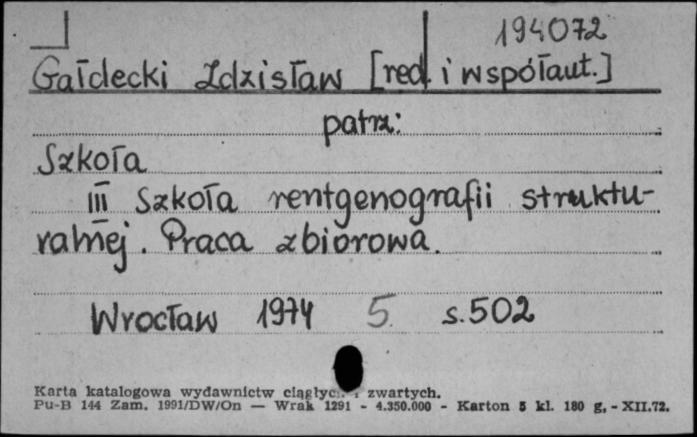 194072
Gałdecki Zdzisław [red. i współaut.]
patrz:
Szkoła
III Szkoła rentgenografii struktu-
ralnej. Praca zbiorowa.
Wrocław 1974 5 s. 502
Karta katalogowa wydawnictw ciągłych i zwartych.
Pu-B 144 Zam. 1991/DW/On — Wrak 1291 - 4.350.000 - Karton 5 kl. 180 g. - XII.72.